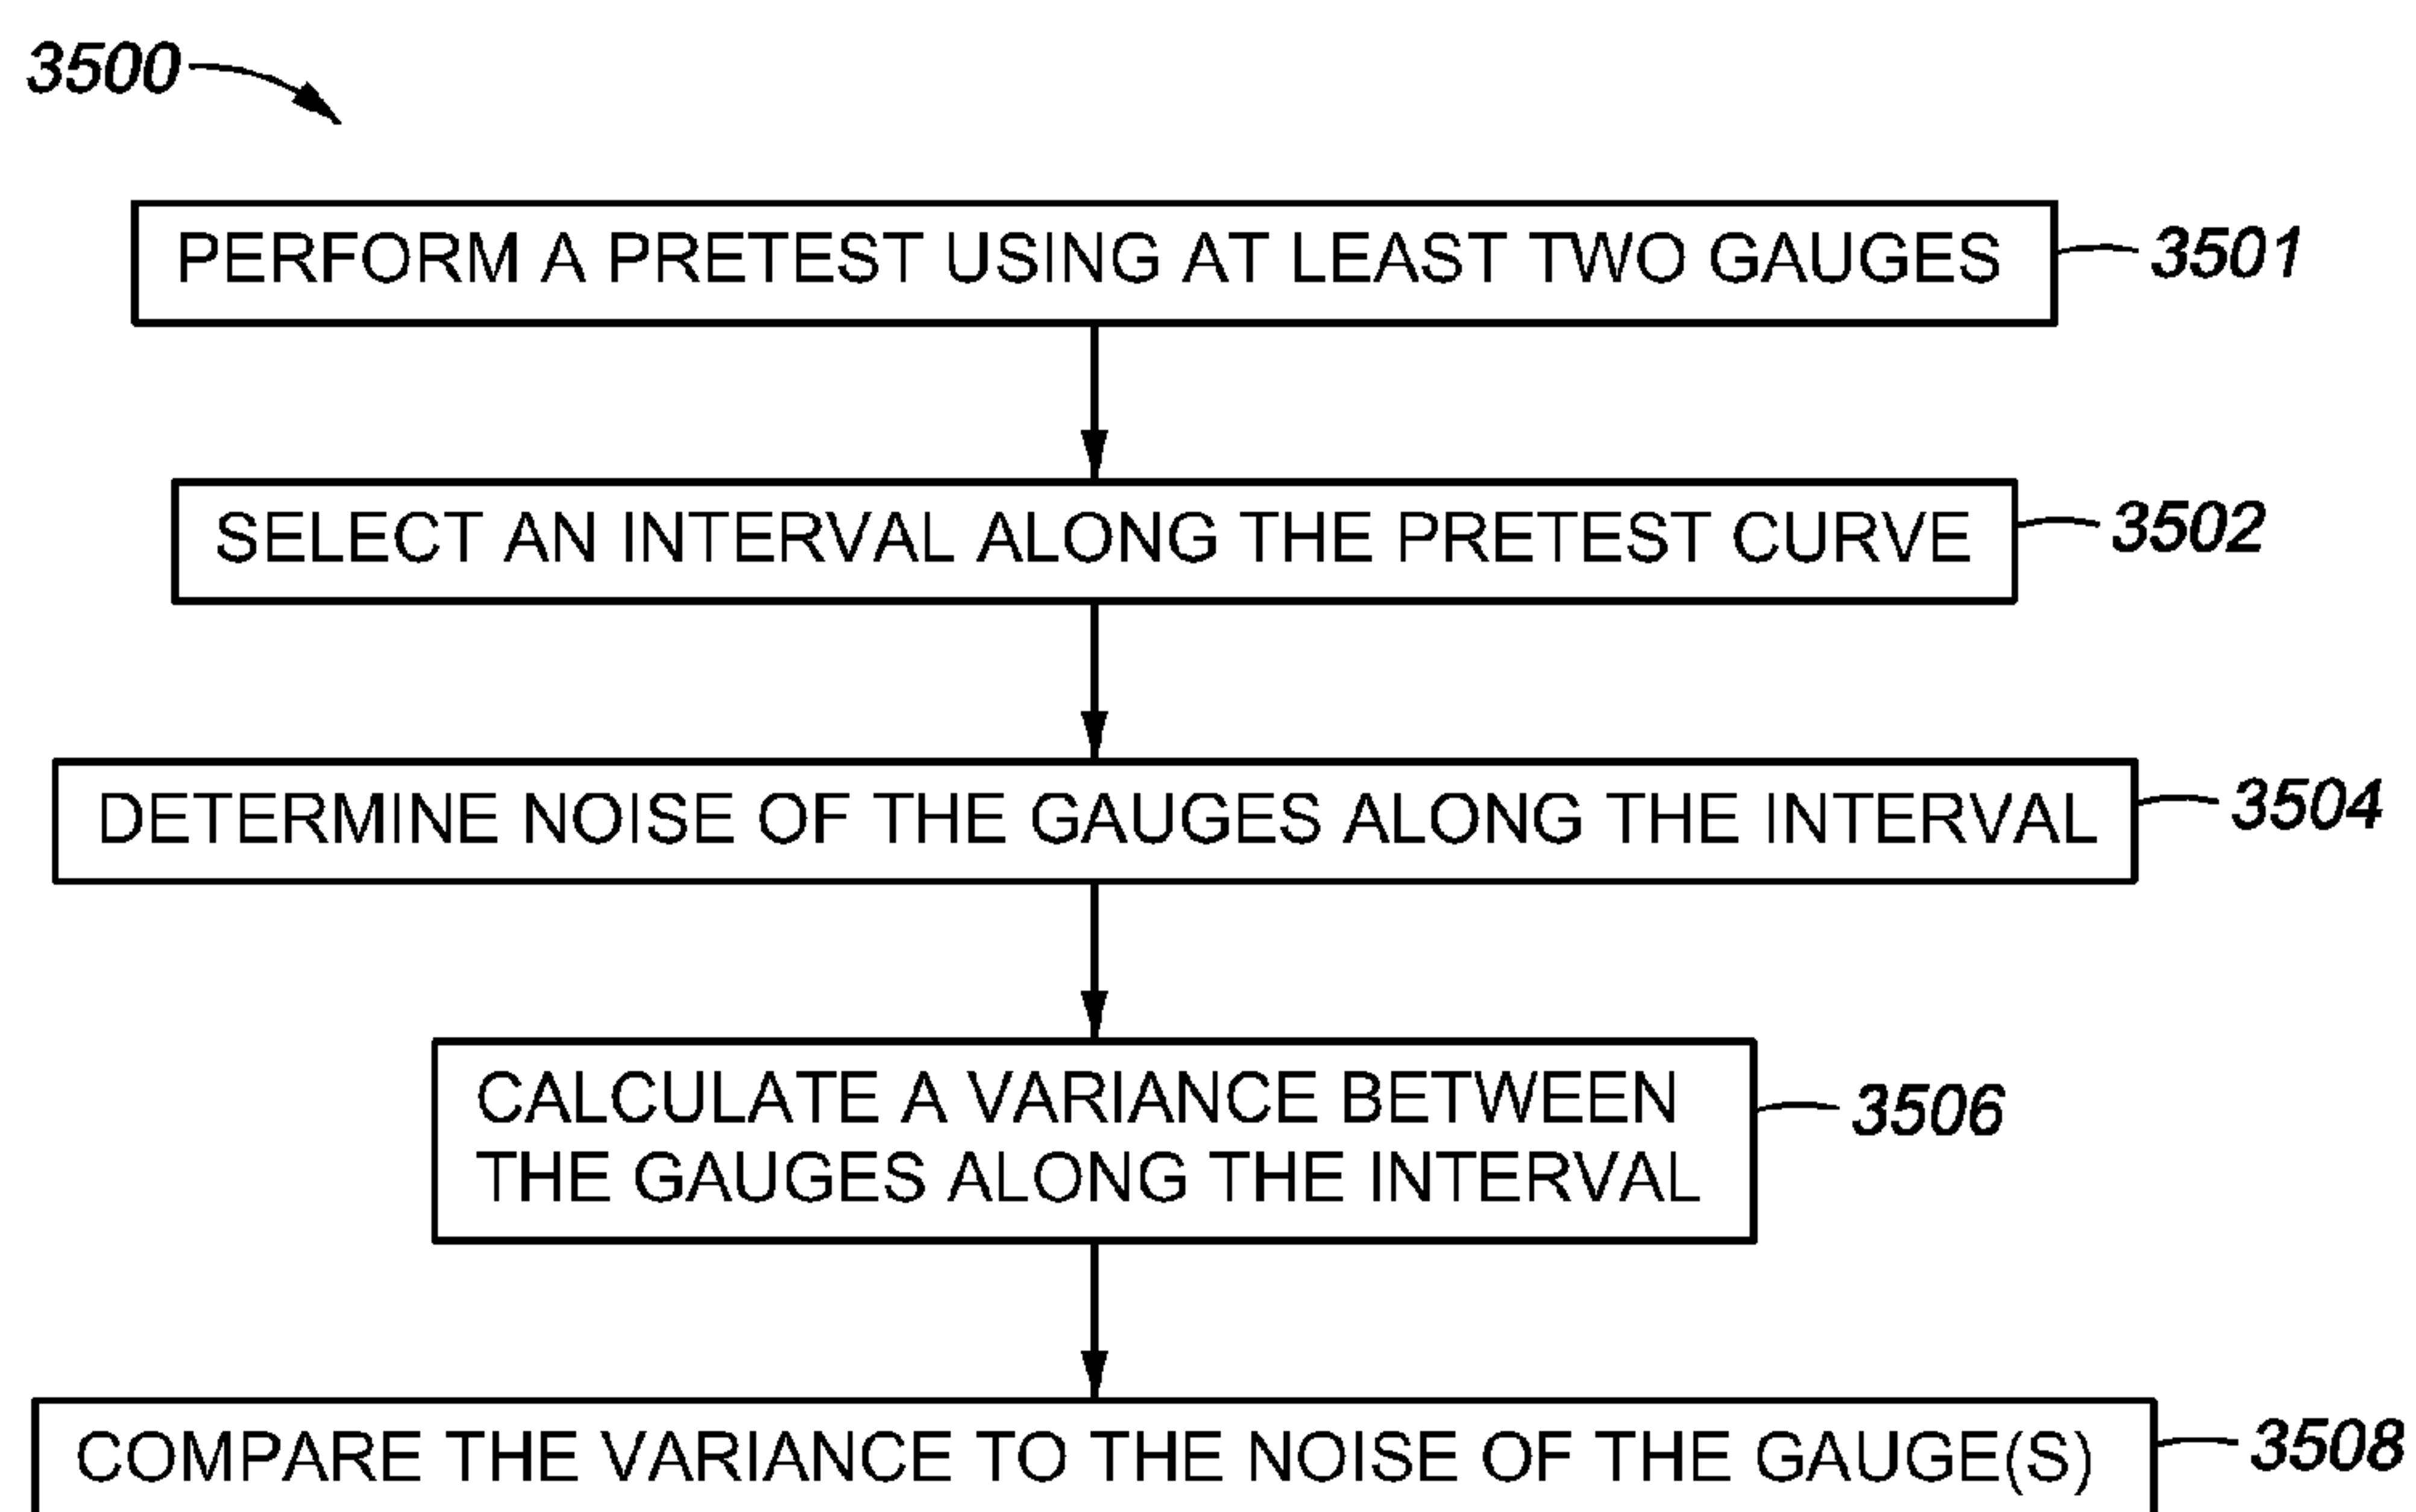 3500
PERFORM A PRETEST USING AT LEAST TWO GAUGES
3501
SELECT AN INTERVAL ALONG THE PRETEST CURVE
3502
DETERMINE NOISE OF THE GAUGES ALONG THE INTERVAL
3504
CALCULATE A VARIANCE BETWEEN
THE GAUGES ALONG THE INTERVAL
3506
COMPARE THE VARIANCE TO THE NOISE OF THE GAUGE(S)
3508